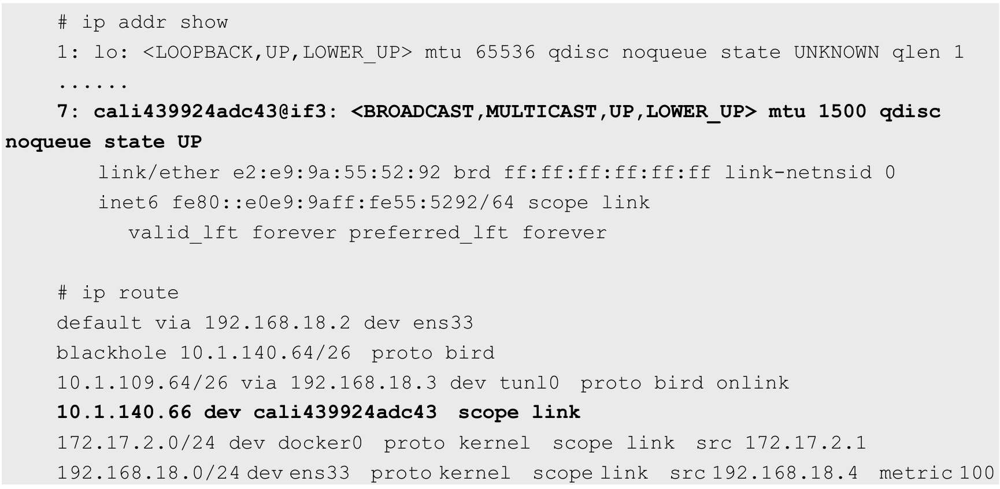 # ip addr show
1: lo: <LOOPBACK,UP,LOWER_UP> mtu 65536 qdisc noqueue state UNKNOWN qlen 1
......
7: cali439924adc43@if3: <BROADCAST,MULTICAST,UP,LOWER_UP> mtu 1500 qdisc
noqueue state UP
link/ether e2:e9:9a:55:52:92 brd ff:ff:ff:ff:ff:ff link-netnsid 0
inet6 fe80::e0e9:9aff:fe55:5292/64 scope link
valid_lft forever preferred_lft forever
# ip route
default via 192.168.18.2 dev ens33
blackhole 10.1.140.64/26 proto bird
10.1.109.64/26 via 192.168.18.3 dev tunl0 proto bird onlink
10.1.140.66 dev cali439924adc43 scope link
172.17.2.0/24 dev docker0 proto kernel scope link src 172.17.2.1
192.168.18.0/24 dev ens33 proto kernel scope link src 192.168.18.4 metric 100